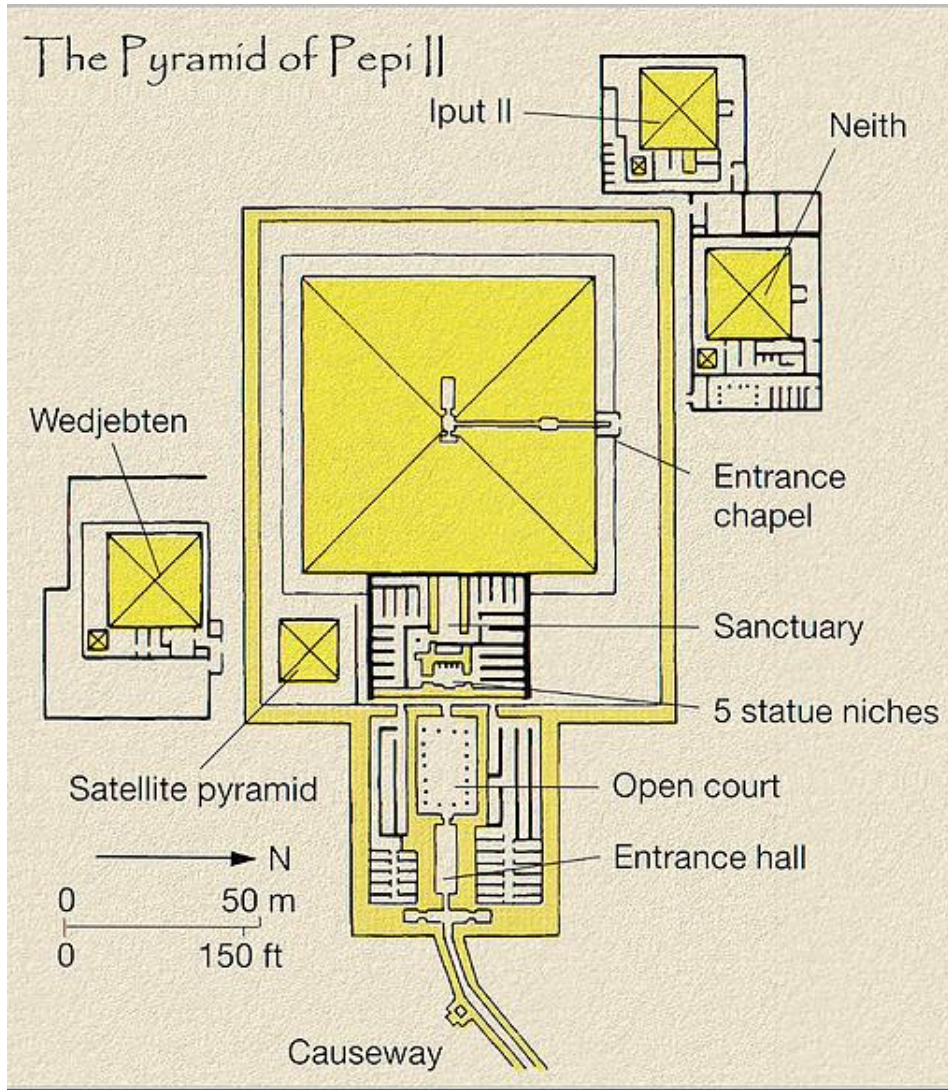 The Pyramid of Pepi II
Iput II
Neith
Wedjebten
Entrance
chapel
Sanctuary
5 statue niches
Satellite pyramid
Open court
N
Entrance hall
0 50 m
0 150 ft
Causeway